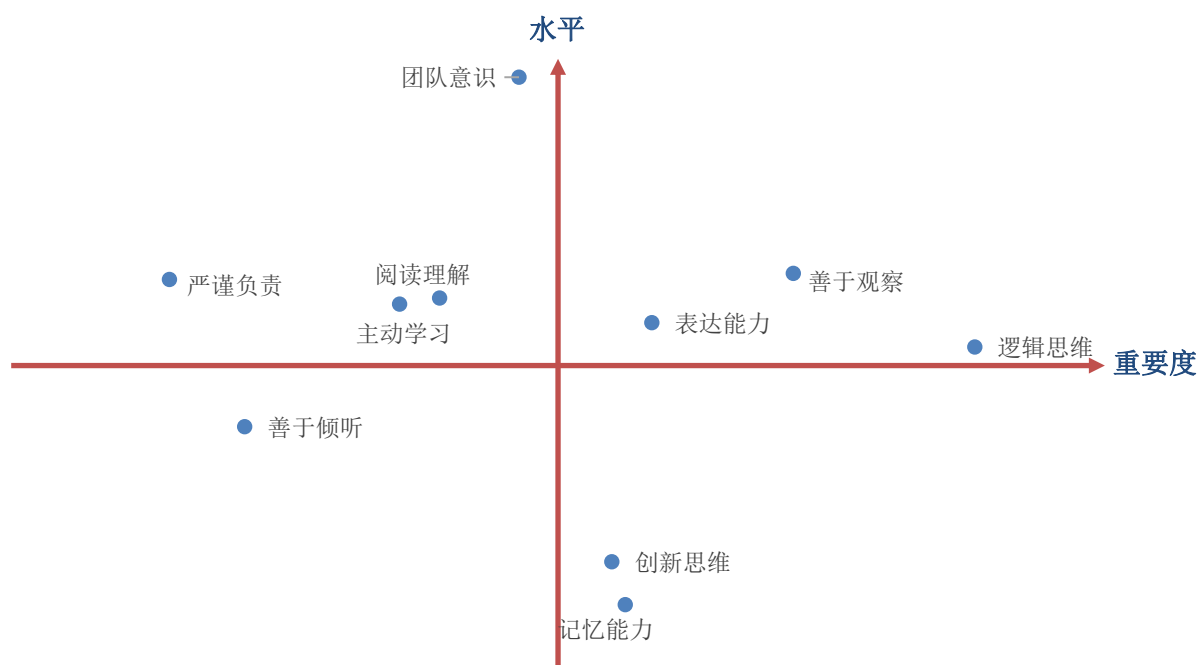 水平
团队意识
阅读理解
严谨负责
善于观察
主动学习
表达能力
逻辑思维
重要度
善于倾听
创新思维
记忆能力